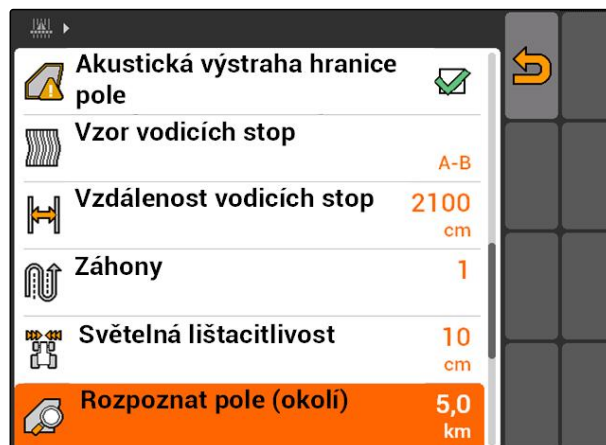 Akustická výstraha hranice
pole
Vzor vodicích stop
A-B
Vzdálenost vodicích stop 2100
cm
Záhony 1
Světelná lištacitlivost 10
cm
Rozpoznat pole (okolí) 5,0
km